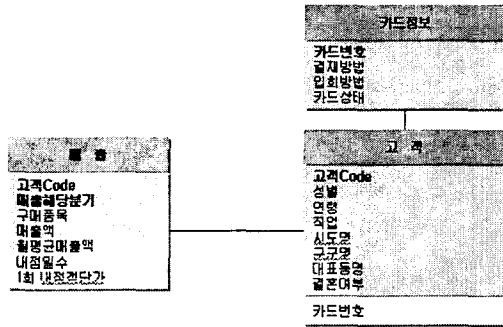 카드정보
카드번호
결재방법
입회방법
카드상태
매 출
고객Code
매출해당분기
구매품목
매출액
월평균매출액
내점일수
1회 내점객단가
고 객
고객Code
성별
연령
직업
시도명
군구명
대표동명
결혼여부
카드번호